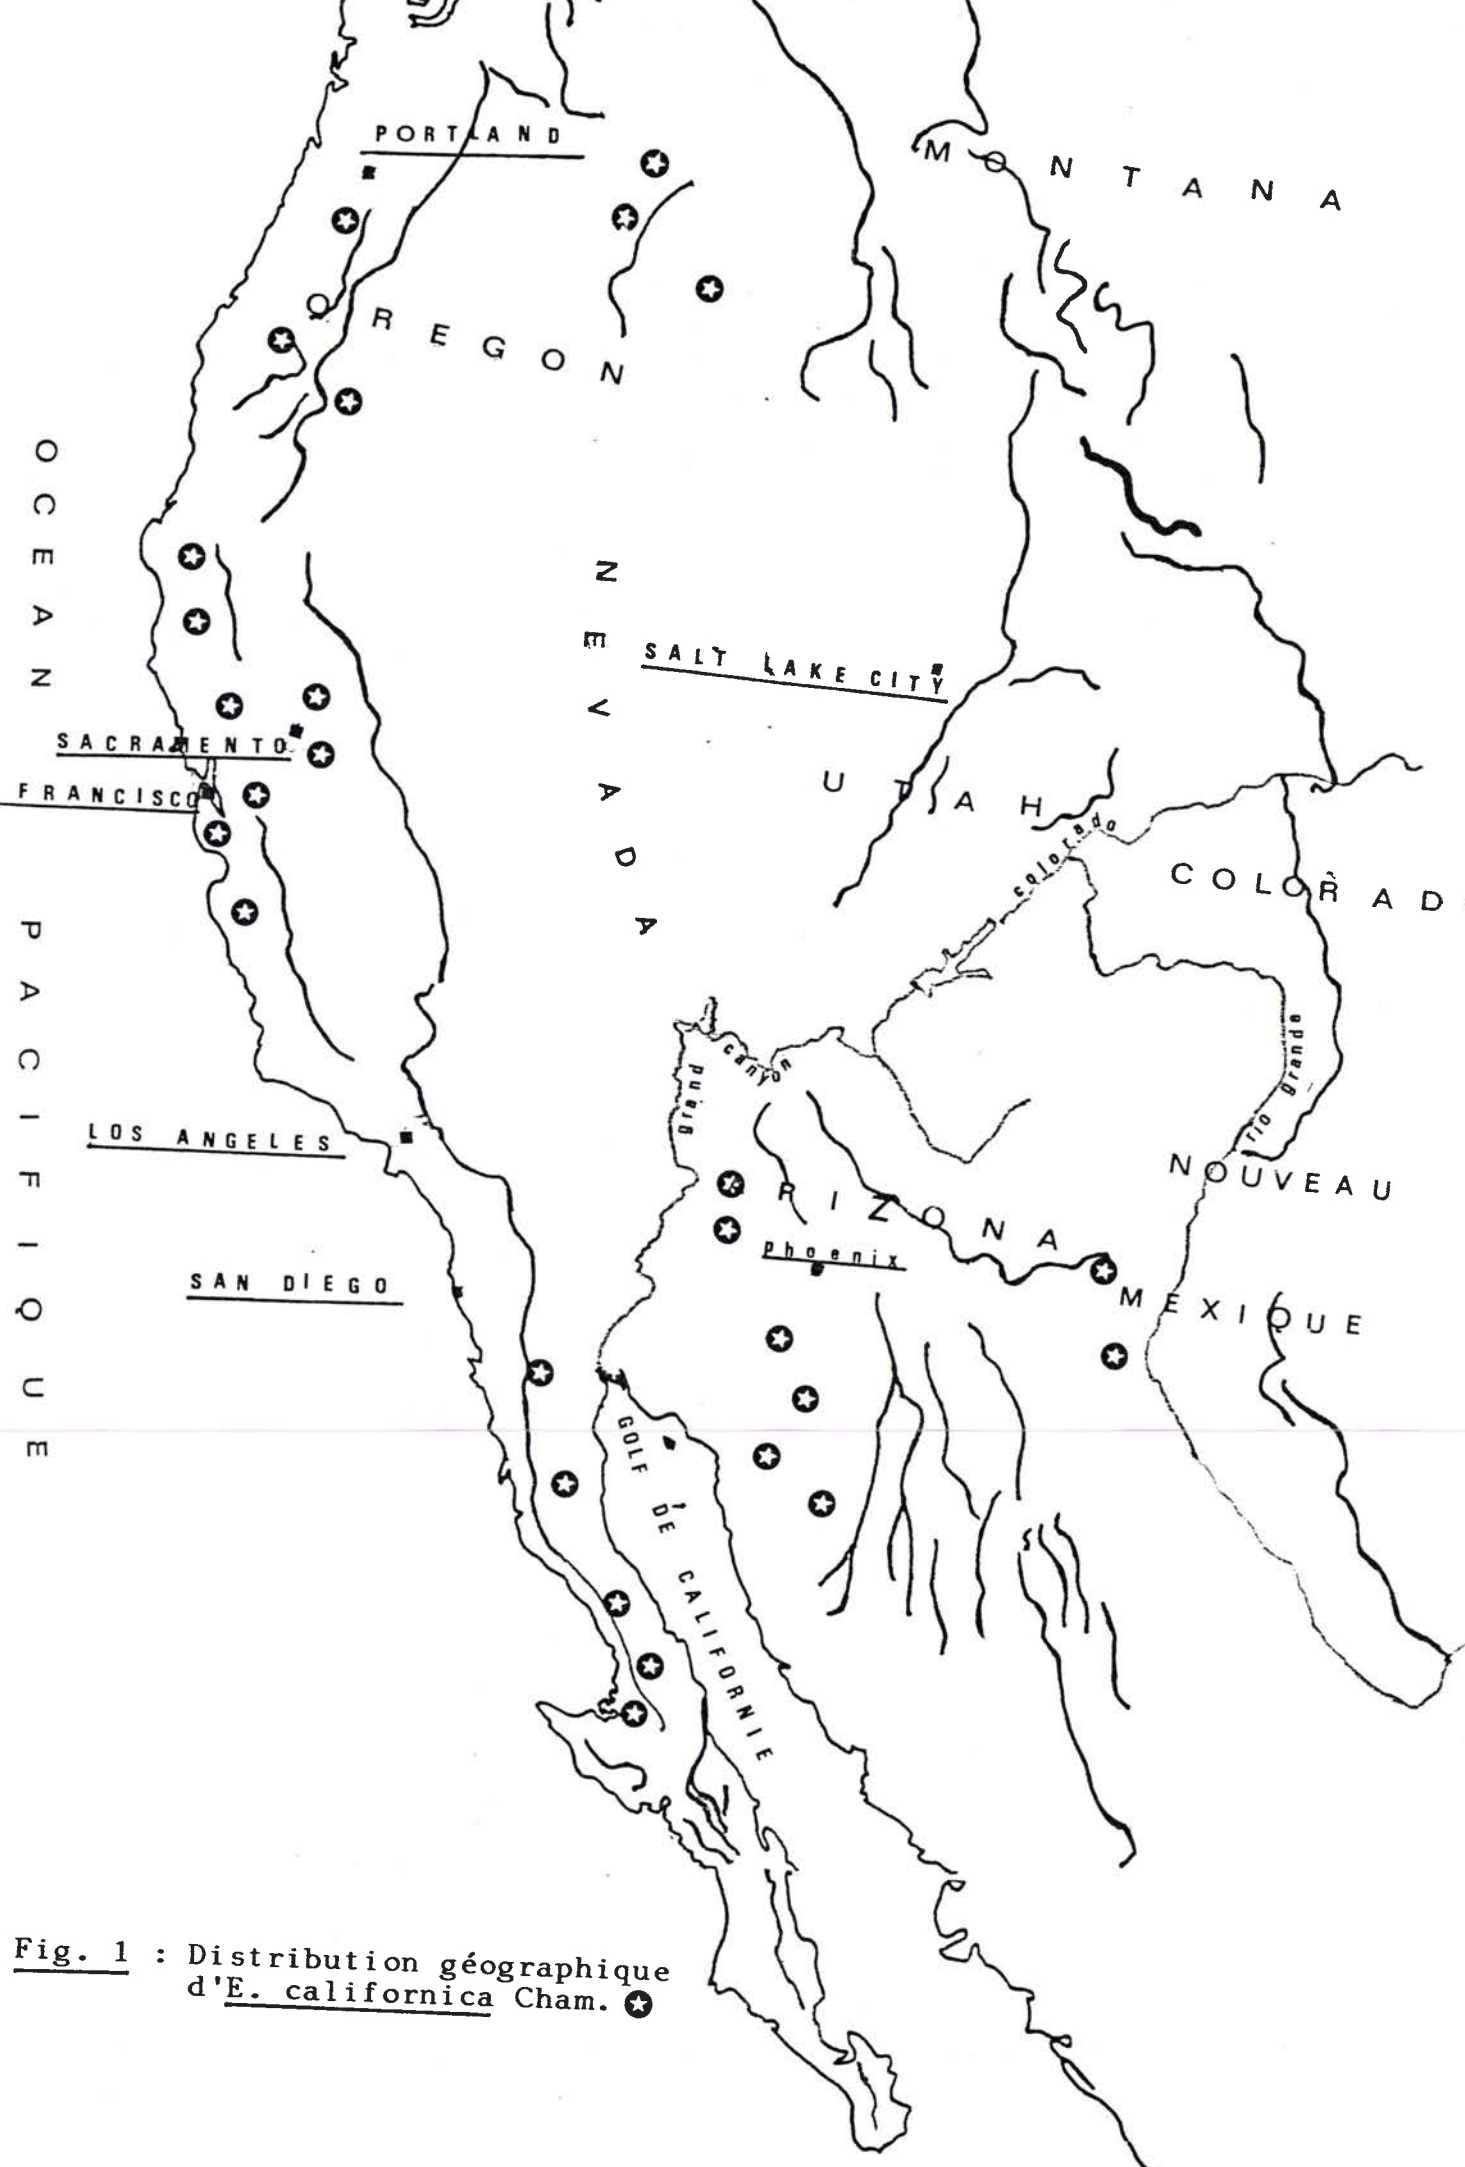 PORTLAND
MONTANA
OREGON
OCEAN
PACIFIQUE
NEVADA
SALT LAKE CITY
SACRAMENTO
FRANCISCO
UTAH
colorado
COLORAD
grand
canyon
rio grande
LOS ANGELES
NOUVEAU
MEXIQUE
ARIZONA
Phoenix
SAN DIEGO
GOLF DE CALIFORNIE
Fig. 1 : Distribution géographique
d'E. californica Cham.